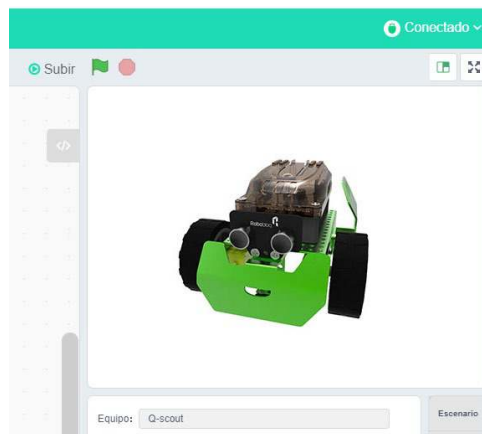 Conectado
Subir
</>
Robobloq
Equipo: Q-scout
Escenario